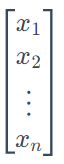 x₁
x₂
⋮
xₙ